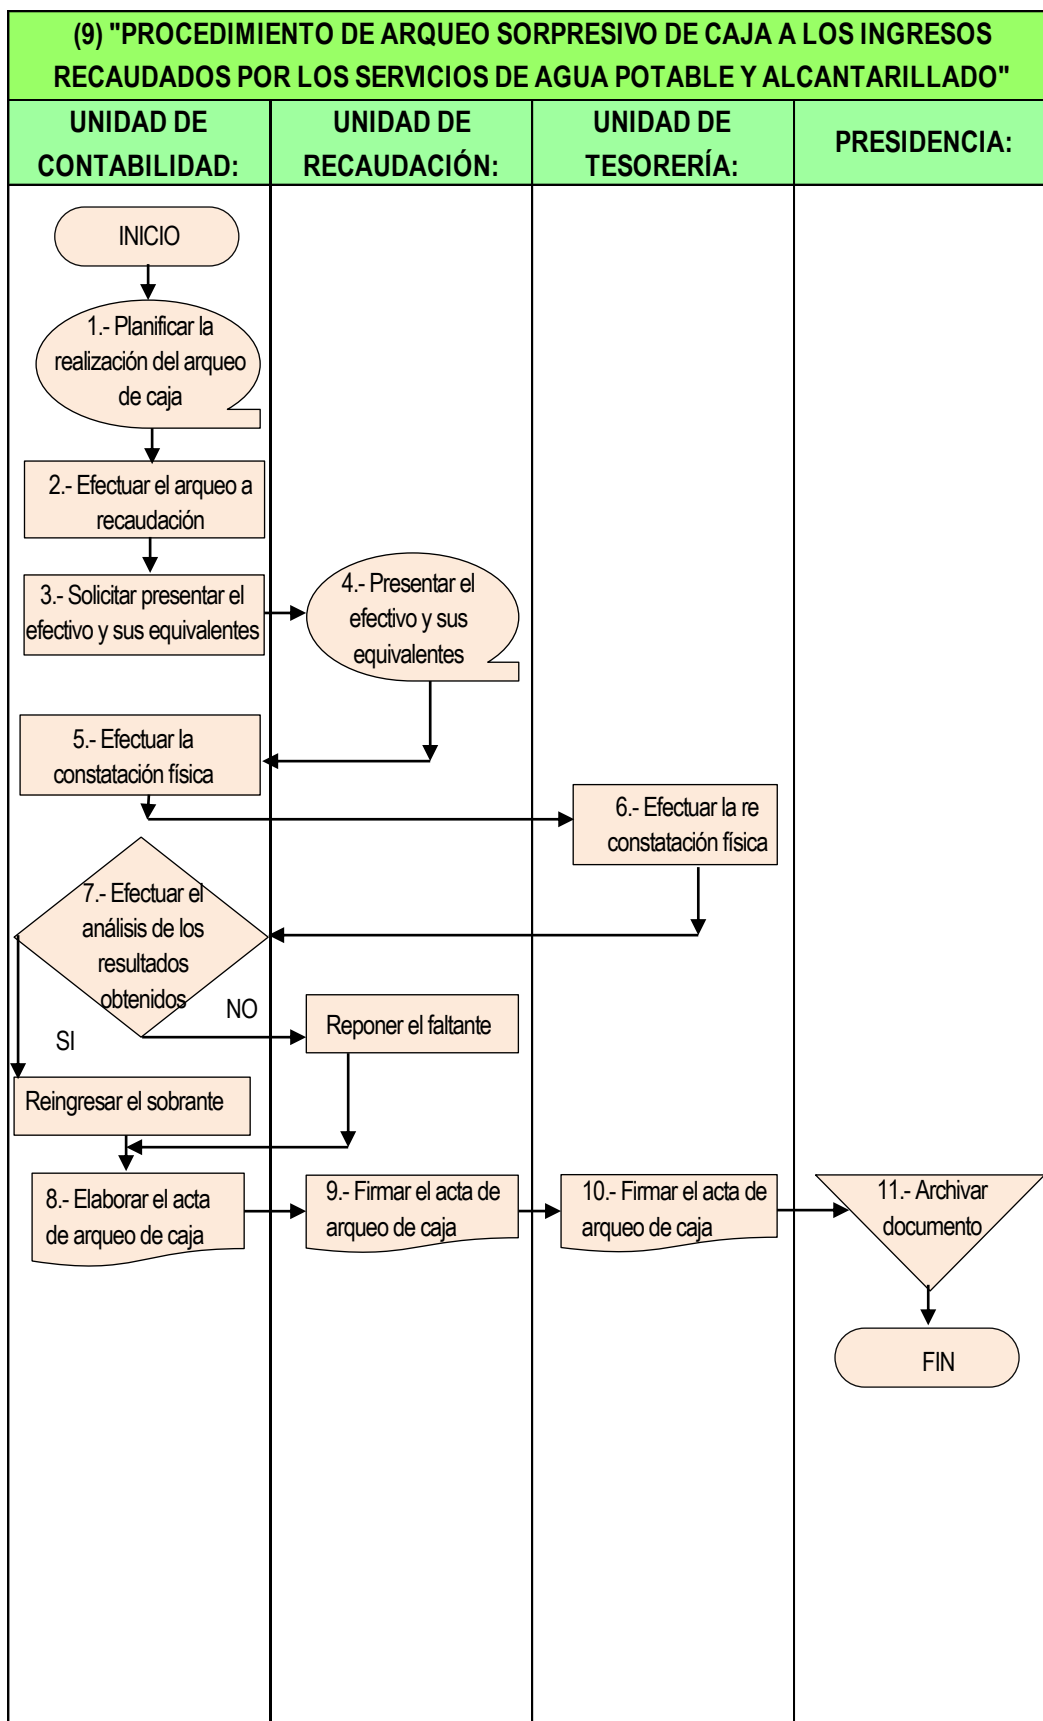 (9) "PROCEDIMIENTO DE ARQUEO SORPRESIVO DE CAJA A LOS INGRESOS
RECAUDADOS POR LOS SERVICIOS DE AGUA POTABLE Y ALCANTARILLADO"
UNIDAD DE
CONTABILIDAD:
UNIDAD DE
RECAUDACIÓN:
UNIDAD DE
TESORERÍA:
PRESIDENCIA:
INICIO
1.- Planificar la
realización del arqueo
de caja
2.- Efectuar el arqueo a
recaudación
3.- Solicitar presentar el
efectivo y sus equivalentes
4.- Presentar el
efectivo y sus
equivalentes
5.- Efectuar la
constatación física
6.- Efectuar la re
constatación física
7.- Efectuar el
análisis de los
resultados
obtenidos
NO
SI
Reponer el faltante
Reingresar el sobrante
8.- Elaborar el acta
de arqueo de caja
9.- Firmar el acta de
arqueo de caja
10.- Firmar el acta de
arqueo de caja
11.- Archivar
documento
FIN